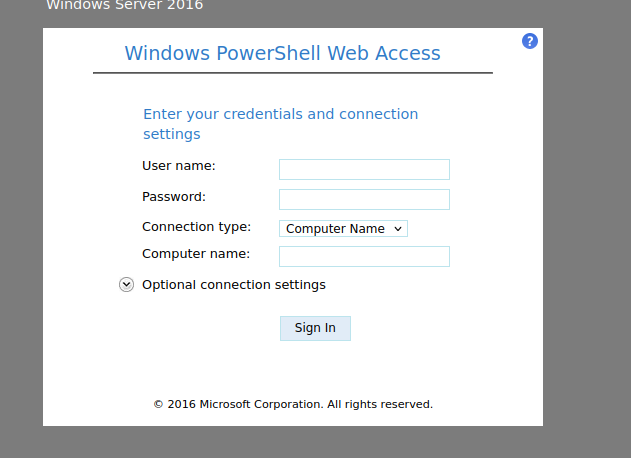 Windows Server 2016
?
Windows PowerShell Web Access
Enter your credentials and connection
settings
User name:
Password:
Connection type: Computer Name
Computer name:
Optional connection settings
Sign In
© 2016 Microsoft Corporation. All rights reserved.